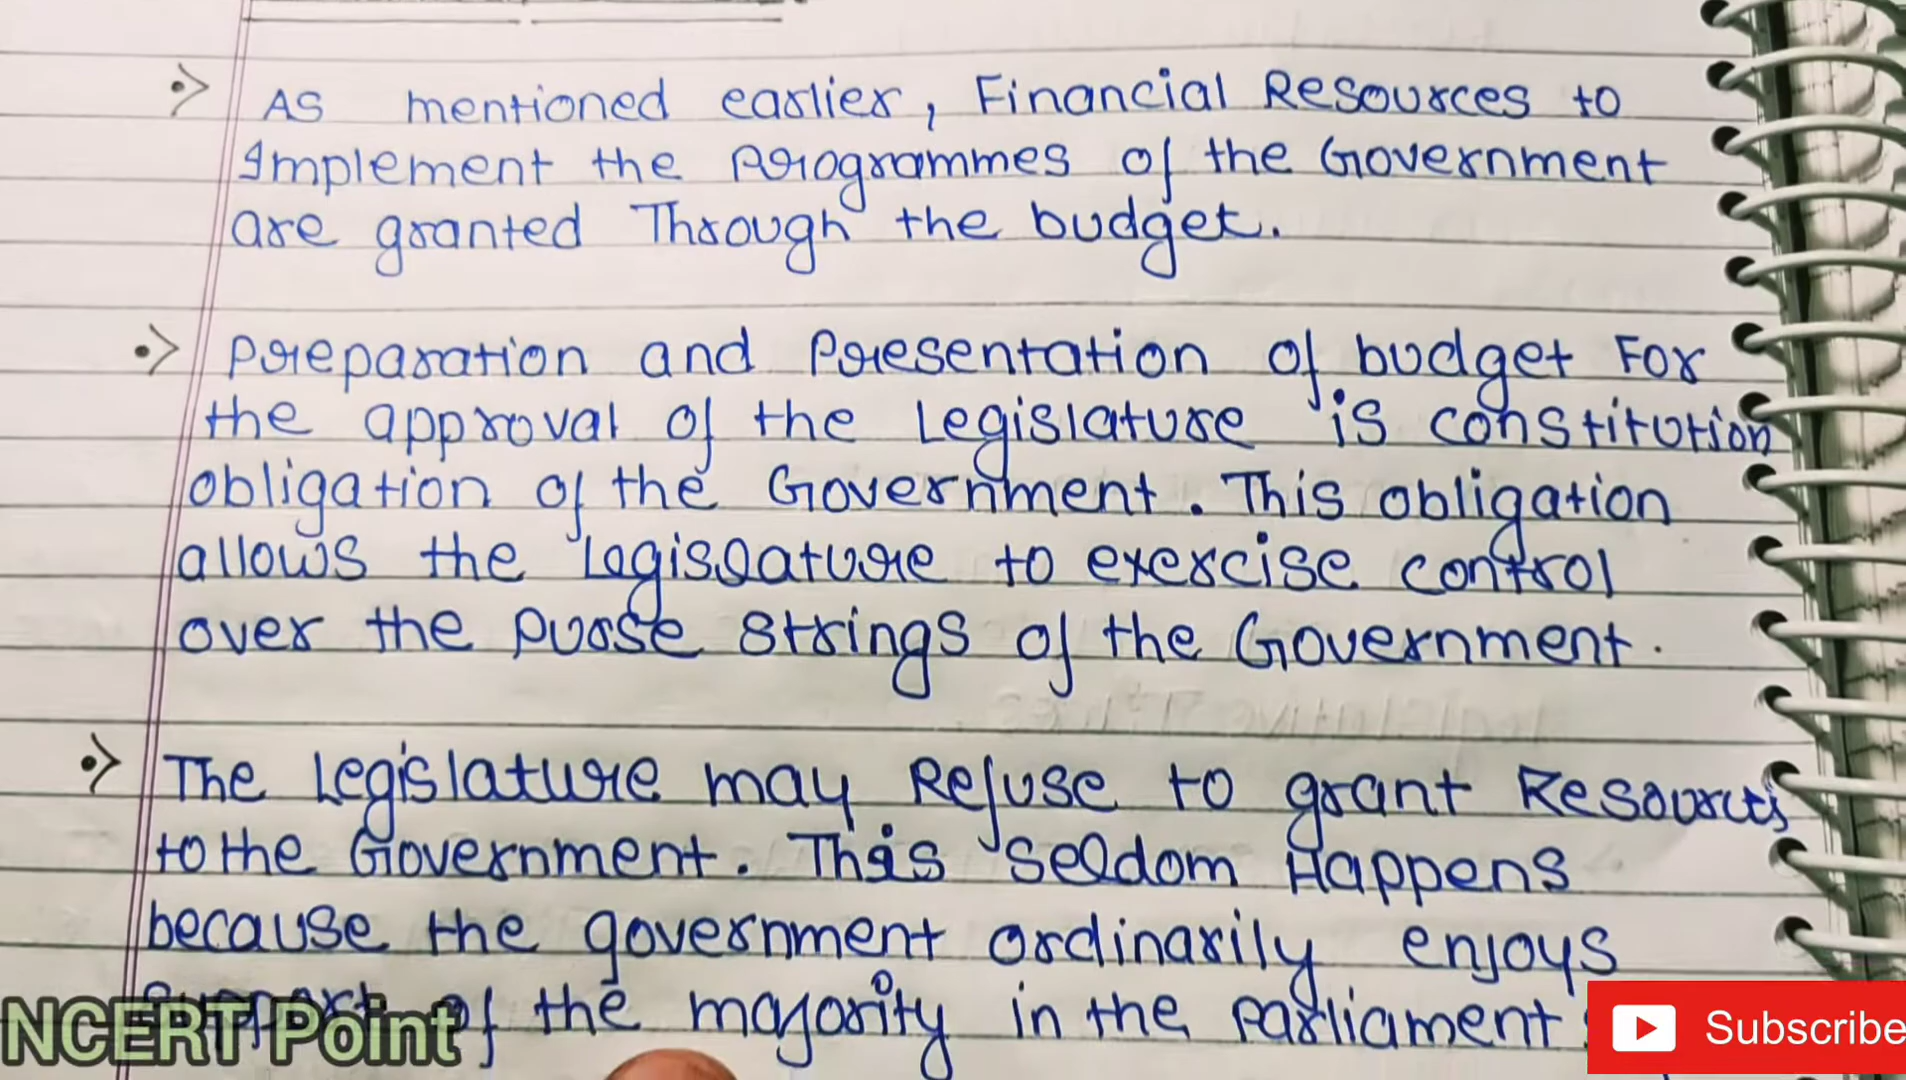 As mentioned earlier, Financial Resources to
Implement the Programmes of the Government
are granted Through the budget.
Preparation and Presentation of budget For
the approval of the Legislature is constitution
obligation of the Government. This obligation
allows the Legislature to exercise control
over the purse strings of the Government.
The Legislature may Refuse to grant Resources
to the Government. This seldom Happens
because the government ordinarily enjoys
support of the majority in the parliament
NCERT Point
Subscribe